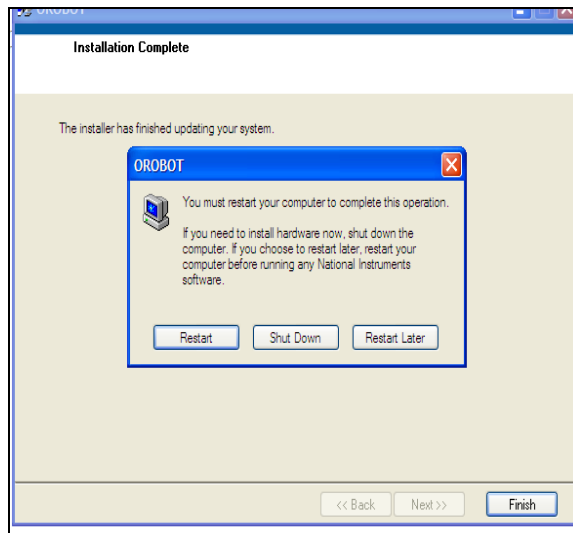 OROBOT
Installation Complete
The installer has finished updating your system.
OROBOT
You must restart your computer to complete this operation.
If you need to install hardware now, shut down the
computer. If you choose to restart later, restart your
computer before running any National Instruments
software.
Restart Shut Down Restart Later
<< Back Next >> Finish